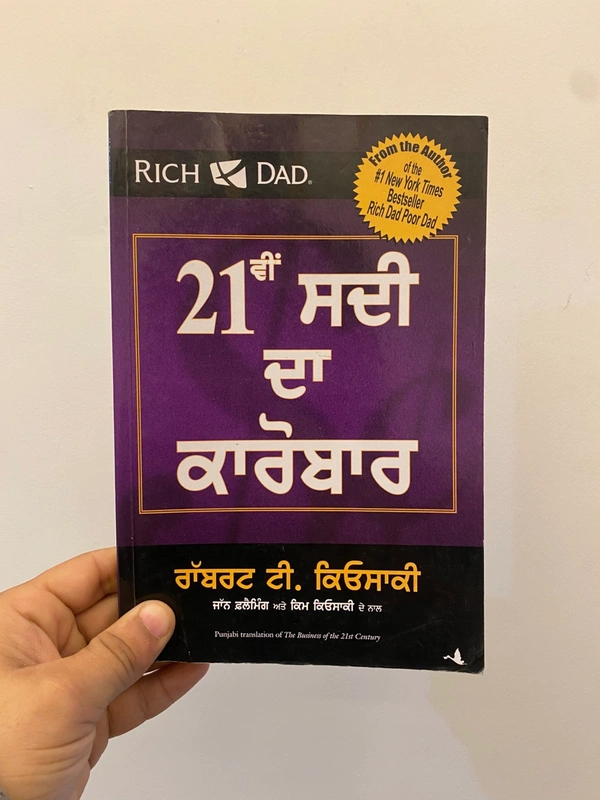 RICH DAD®
From the Author
of the
#1 New York Times
Bestseller
Rich Dad Poor Dad
21ਵੀਂ ਸਦੀ
ਦਾ
ਕਾਰੋਬਾਰ
ਰਾੱਬਰਟ ਟੀ. ਕਿਓਸਾਕੀ
ਜਾੱਨ ਫ਼ਲੈਮਿੰਗ ਅਤੇ ਕਿਮ ਕਿਓਸਾਕੀ ਦੇ ਨਾਲ
Punjabi translation of The Business of the 21st Century